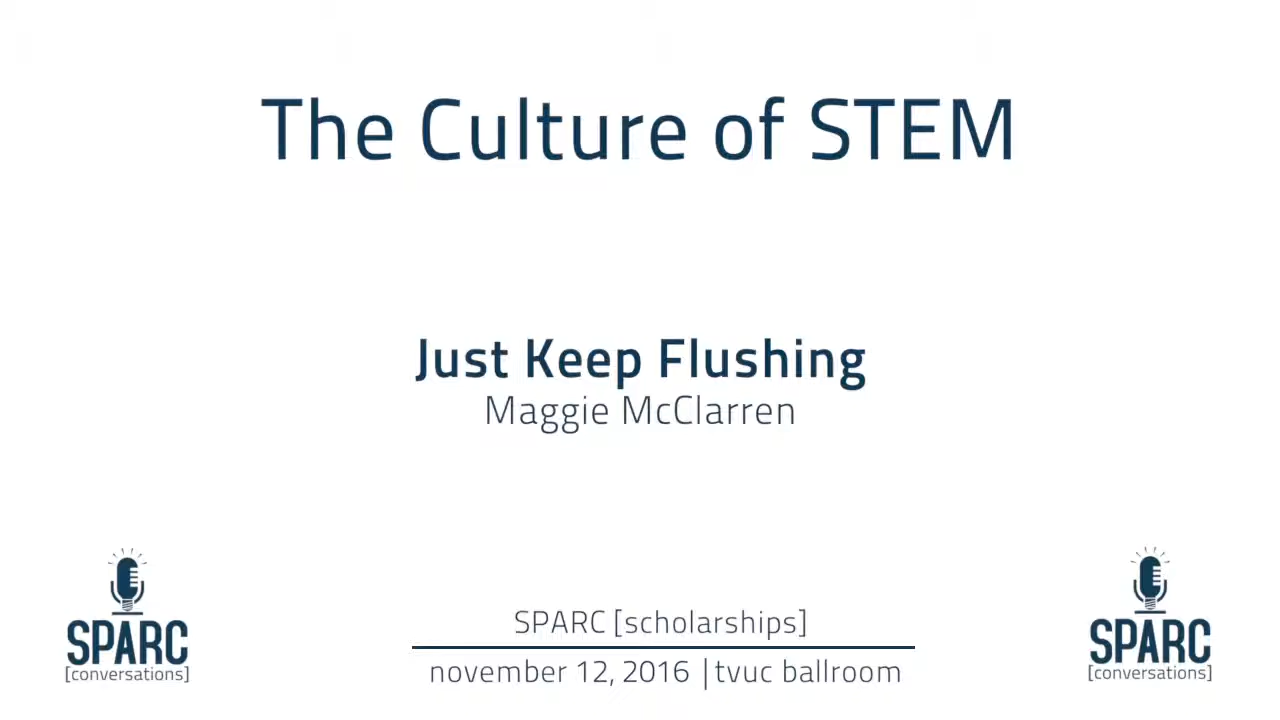 The Culture of STEM
Just Keep Flushing
Maggie McClarren
SPARC
[conversations]
SPARC [scholarships]
november 12, 2016 | tvuc ballroom
SPARC
[conversations]